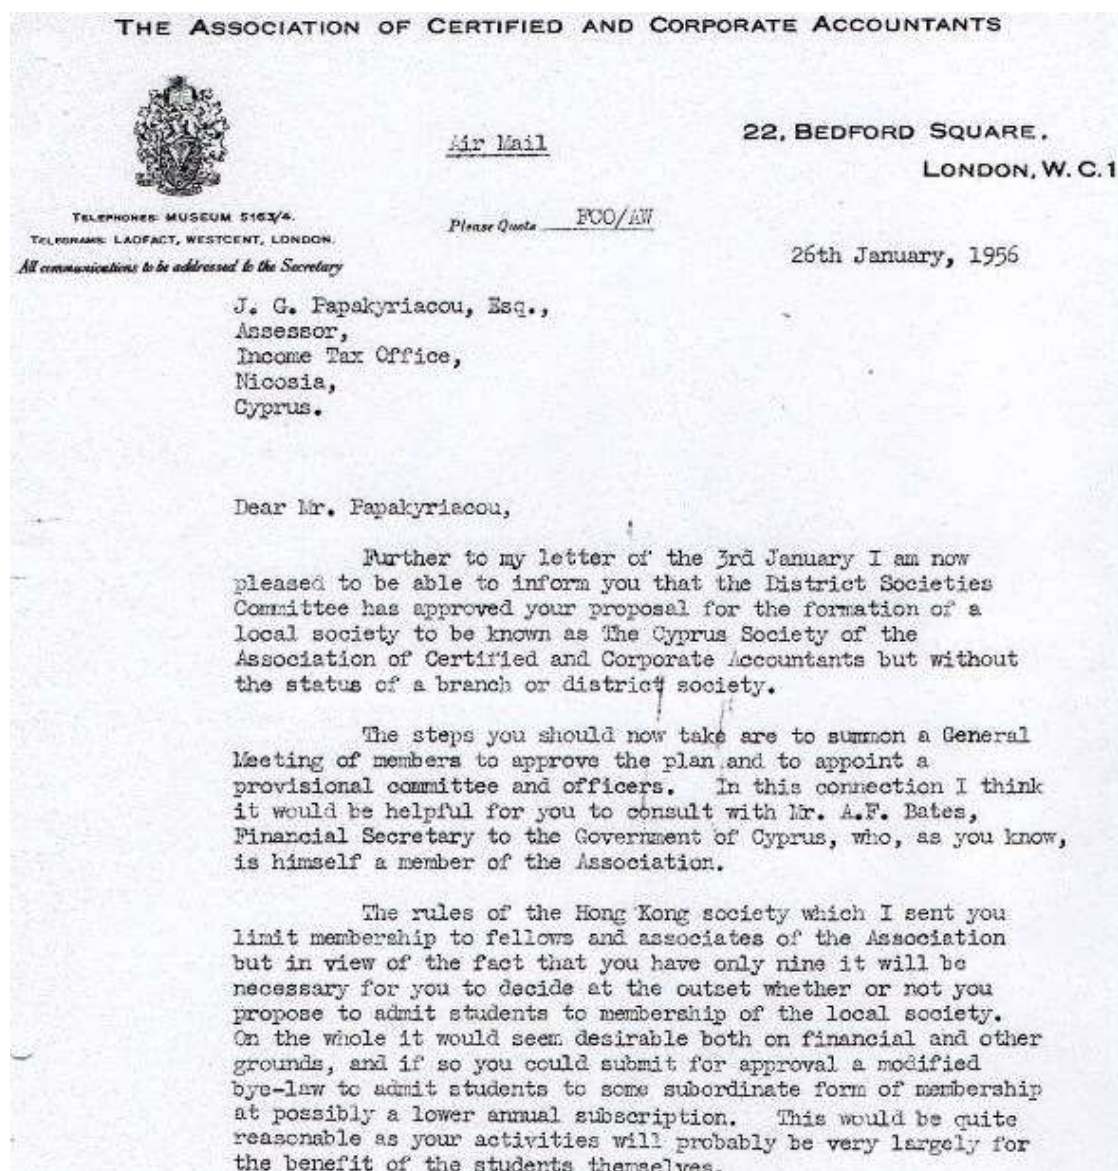 THE ASSOCIATION OF CERTIFIED AND CORPORATE ACCOUNTANTS
Air Mail
22, BEDFORD SQUARE,
LONDON, W.C.1
TELEPHONES: MUSEUM 5163/4.
TELEGRAMS: LAOFACT, WESTCENT, LONDON.
All communications to be addressed to the Secretary
Please Quote FCO/AW
26th January, 1956
J. G. Papakyriacou, Esq.,
Assessor,
Income Tax Office,
Nicosia,
Cyprus.
Dear Mr. Papakyriacou,
Further to my letter of the 3rd January I am now
pleased to be able to inform you that the District Societies
Committee has approved your proposal for the formation of a
local society to be known as The Cyprus Society of the
Association of Certified and Corporate Accountants but without
the status of a branch or district society.
The steps you should now take are to summon a General
Meeting of members to approve the plan and to appoint a
provisional committee and officers. In this connection I think
it would be helpful for you to consult with Mr. A.F. Bates,
Financial Secretary to the Government of Cyprus, who, as you know,
is himself a member of the Association.
The rules of the Hong Kong society which I sent you
limit membership to fellows and associates of the Association
but in view of the fact that you have only nine it will be
necessary for you to decide at the outset whether or not you
propose to admit students to membership of the local society.
On the whole it would seem desirable both on financial and other
grounds, and if so you could submit for approval a modified
bye-law to admit students to some subordinate form of membership
at possibly a lower annual subscription. This would be quite
reasonable as your activities will probably be very largely for
the benefit of the students themselves.